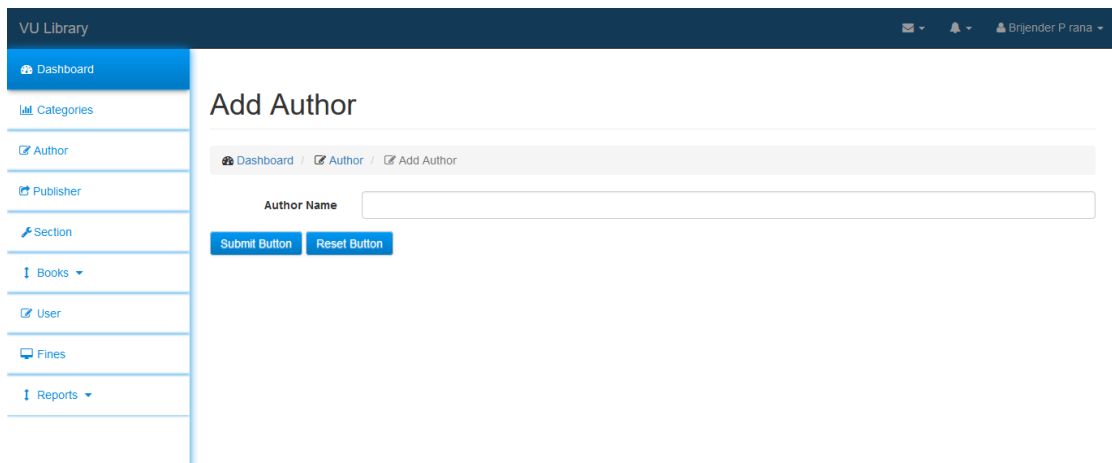 VU Library
Brijender P rana
Dashboard
Categories
Author
Publisher
Section
Books
User
Fines
Reports
Add Author
Dashboard / Author / Add Author
Author Name
Submit Button Reset Button